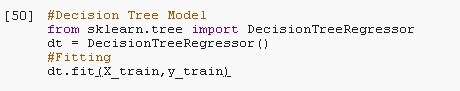 [50] #Decision Tree Model
from sklearn.tree import DecisionTreeRegressor
dt = DecisionTreeRegressor()
#Fitting
dt.fit(X_train,y_train)